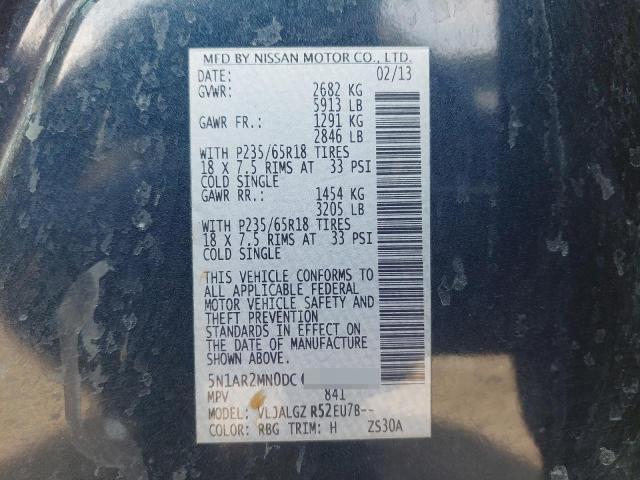 MFD BY NISSAN MOTOR CO., LTD.
DATE: 02/13
GVWR: 2682 KG
5913 LB
GAWR FR.: 1291 KG
2846 LB
WITH P235/65R18 TIRES
18 X 7.5 RIMS AT 33 PSI
COLD SINGLE
GAWR RR.: 1454 KG
3205 LB
WITH P235/65R18 TIRES
18 X 7.5 RIMS AT 33 PSI
COLD SINGLE
THIS VEHICLE CONFORMS TO
ALL APPLICABLE FEDERAL
MOTOR VEHICLE SAFETY AND
THEFT PREVENTION
STANDARDS IN EFFECT ON
THE DATE OF MANUFACTURE
SHOWN ABOVE.
5N1AR2MN0DC
MPV 841
MODEL: VLJALGZ R52EU7B--
COLOR: RBG TRIM: H ZS30A